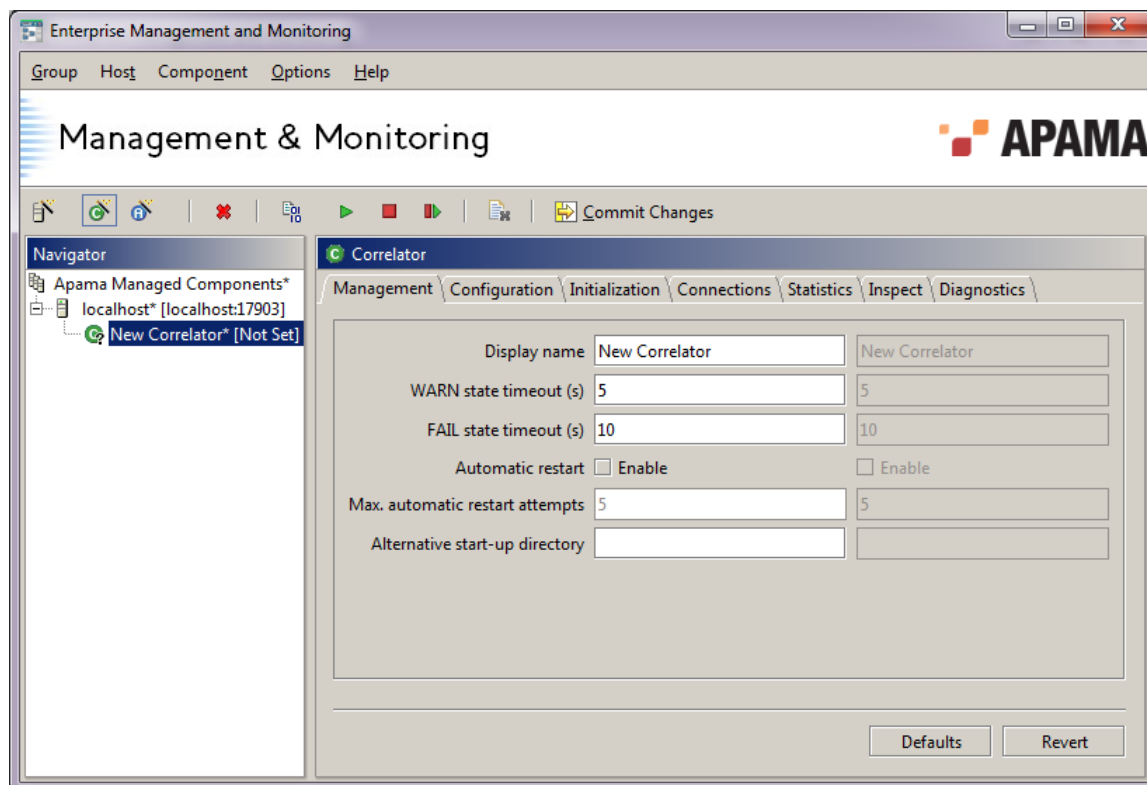 Enterprise Management and Monitoring
Group Host Component Options Help
Management & Monitoring
APAMA
Commit Changes
Navigator
Apama Managed Components*
localhost* [localhost:17903]
New Correlator* [Not Set]
Correlator
Management Configuration Initialization Connections Statistics Inspect Diagnostics
Display name New Correlator New Correlator
WARN state timeout (s) 5 5
FAIL state timeout (s) 10 10
Automatic restart Enable Enable
Max. automatic restart attempts 5 5
Alternative start-up directory
Defaults Revert